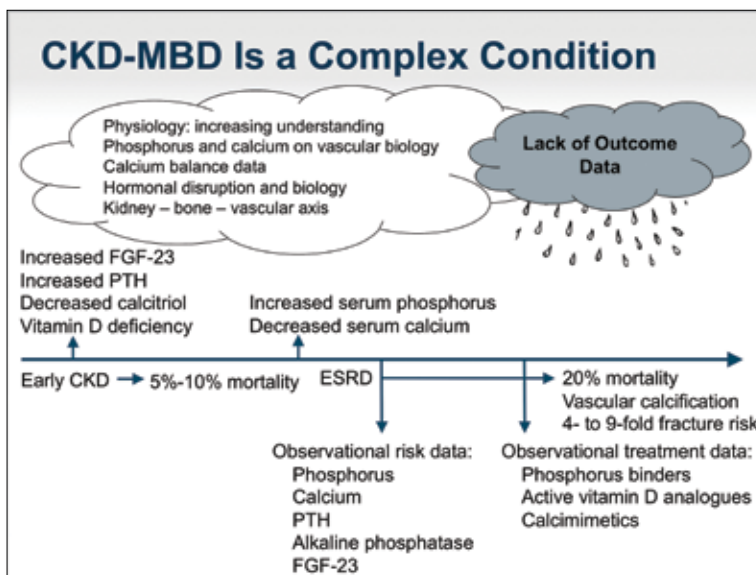 CKD-MBD Is a Complex Condition
Physiology: increasing understanding
Phosphorus and calcium on vascular biology
Calcium balance data
Hormonal disruption and biology
Kidney – bone – vascular axis
Lack of Outcome
Data
Increased FGF-23
Increased PTH
Decreased calcitriol
Vitamin D deficiency
Increased serum phosphorus
Decreased serum calcium
Early CKD
5%-10% mortality
ESRD
20% mortality
Vascular calcification
4- to 9-fold fracture risk
Observational risk data:
Phosphorus
Calcium
PTH
Alkaline phosphatase
FGF-23
Observational treatment data:
Phosphorus binders
Active vitamin D analogues
Calcimimetics